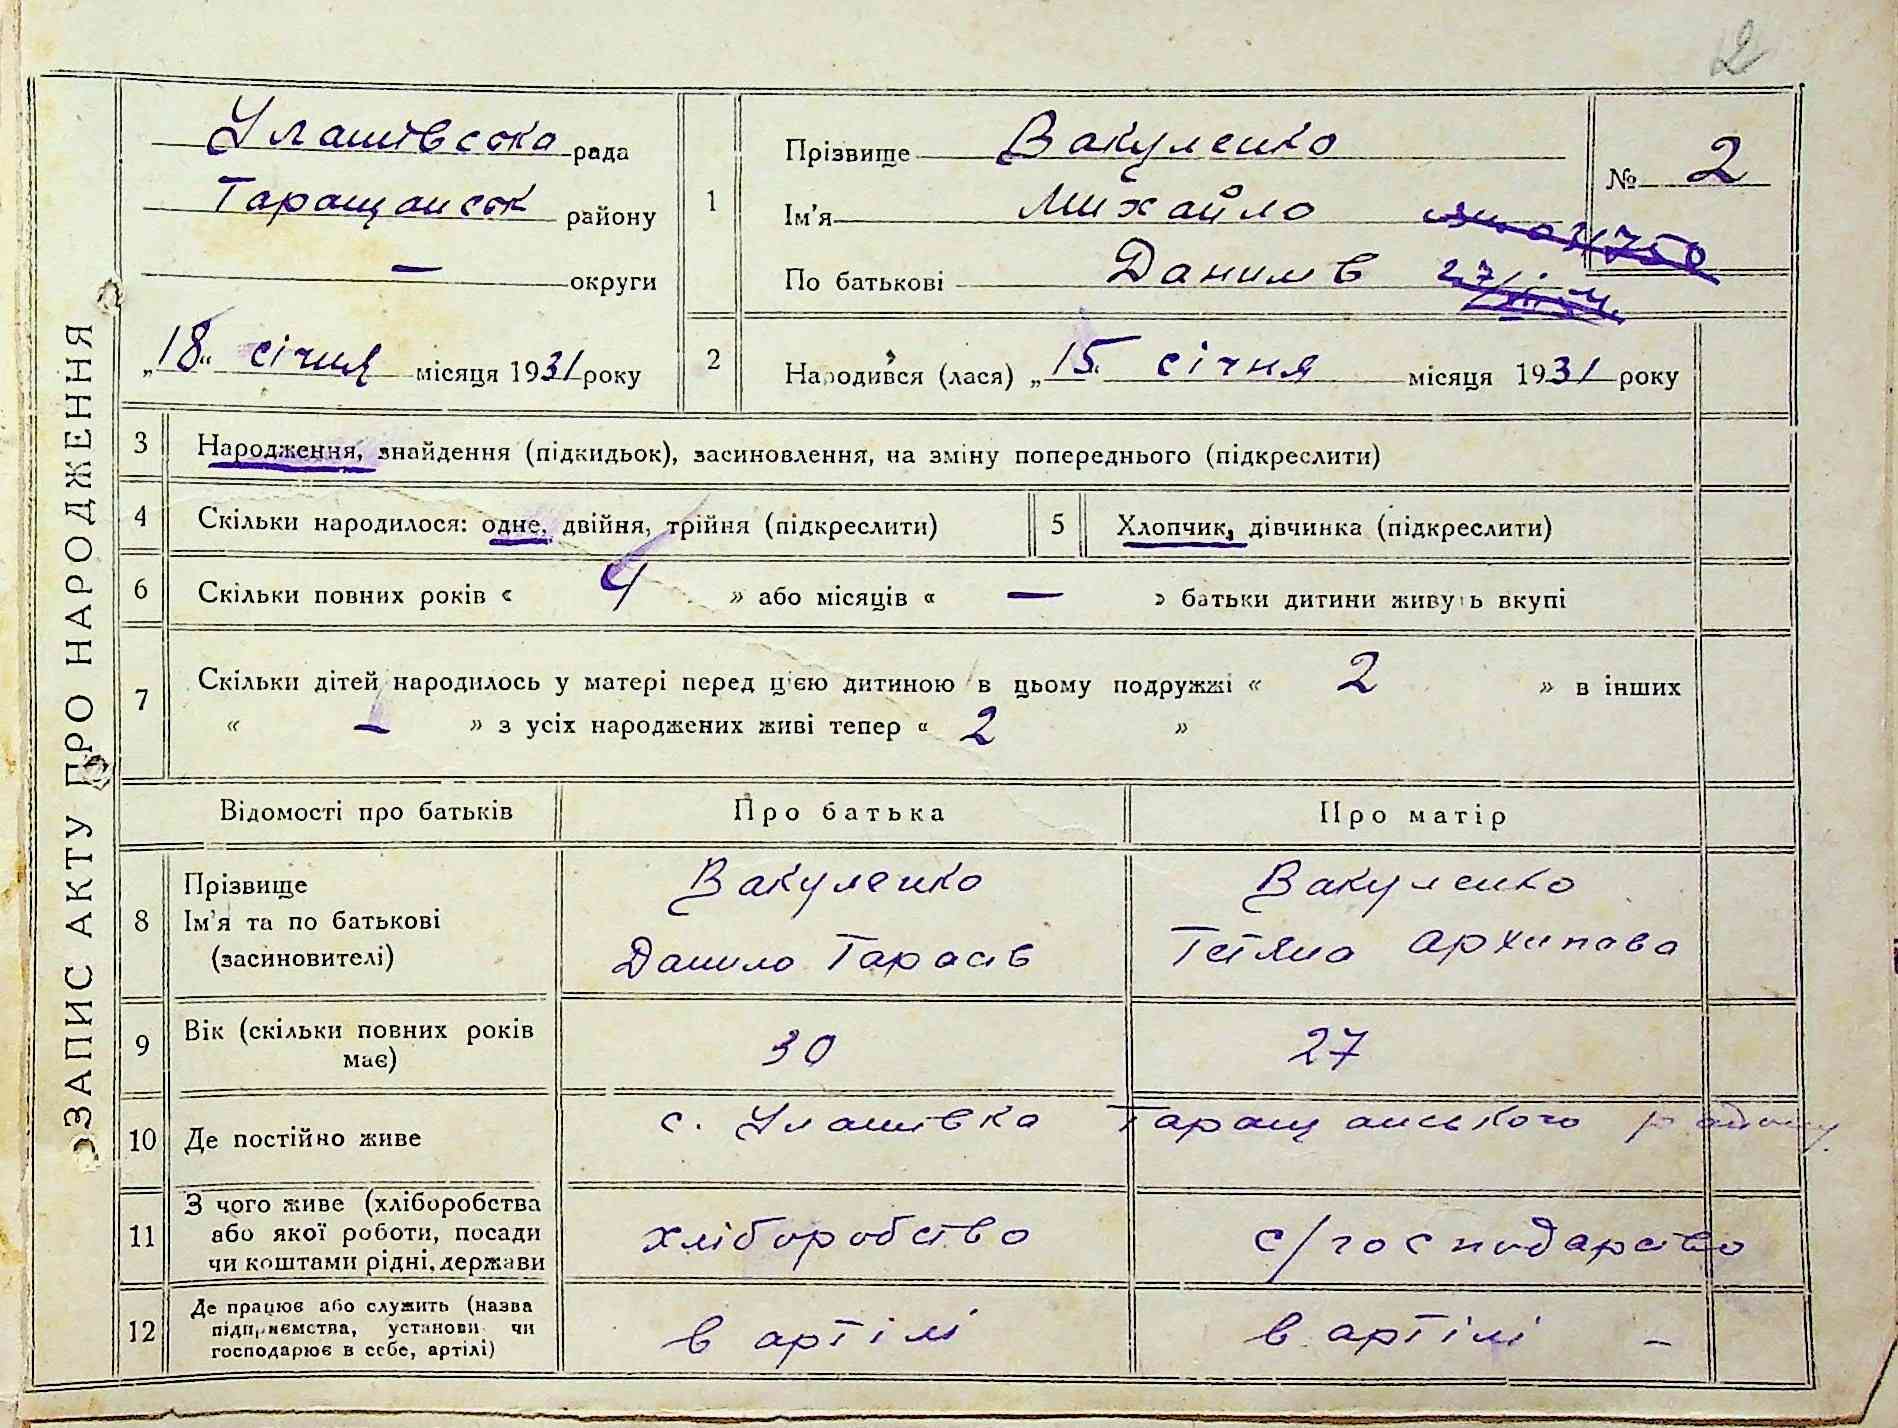 2
ЗАПИС АКТУ ПРО НАРОДЖЕННЯ
Улашівська рада
Таращанськ району
— округи
„18“ січня місяця 1931 року
1
Прізвище Вакуленко
Ім'я Михайло
По батькові Данилів
№ 2
27/III
2
Народився (лася) „15“ січня місяця 1931 року
3 Народження, знайдення (підкидьок), засиновлення, на зміну попереднього (підкреслити)
4 Скільки народилося: одне, двійня, трійня (підкреслити)
5 Хлопчик, дівчинка (підкреслити)
6 Скільки повних років « 4 » або місяців « — » батьки дитини живуть вкупі
7 Скільки дітей народилось у матері перед цією дитиною в цьому подружжі « 2 » в інших
« — » з усіх народжених живі тепер « 2 »
Відомості про батьків Про батька Про матір
8 Прізвище Вакуленко Вакуленко
Ім'я та по батькові Данило Тарасів Тетяна Архипова
(засиновителі)
9 Вік (скільки повних років 30 27
має)
10 Де постійно живе с. Улашівка Таращанського району
11 З чого живе (хліборобства
або якої роботи, посади хліборобство с/господарство
чи коштами рідні, держави
12 Де працює або служить (назва
підприємства, установи чи в артілі в артілі –
господарює в себе, артілі)